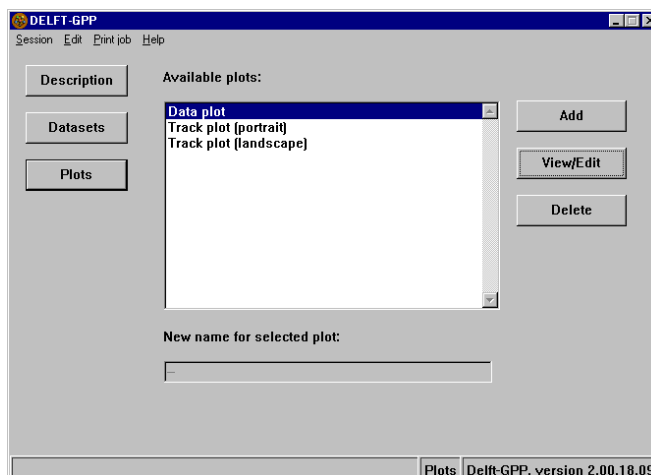 DELFT-GPP
Session Edit Print job Help
Description
Datasets
Plots
Available plots:
Data plot
Track plot (portrait)
Track plot (landscape)
Add
View/Edit
Delete
New name for selected plot:
Plots
Delft-GPP, version 2.00.18.09